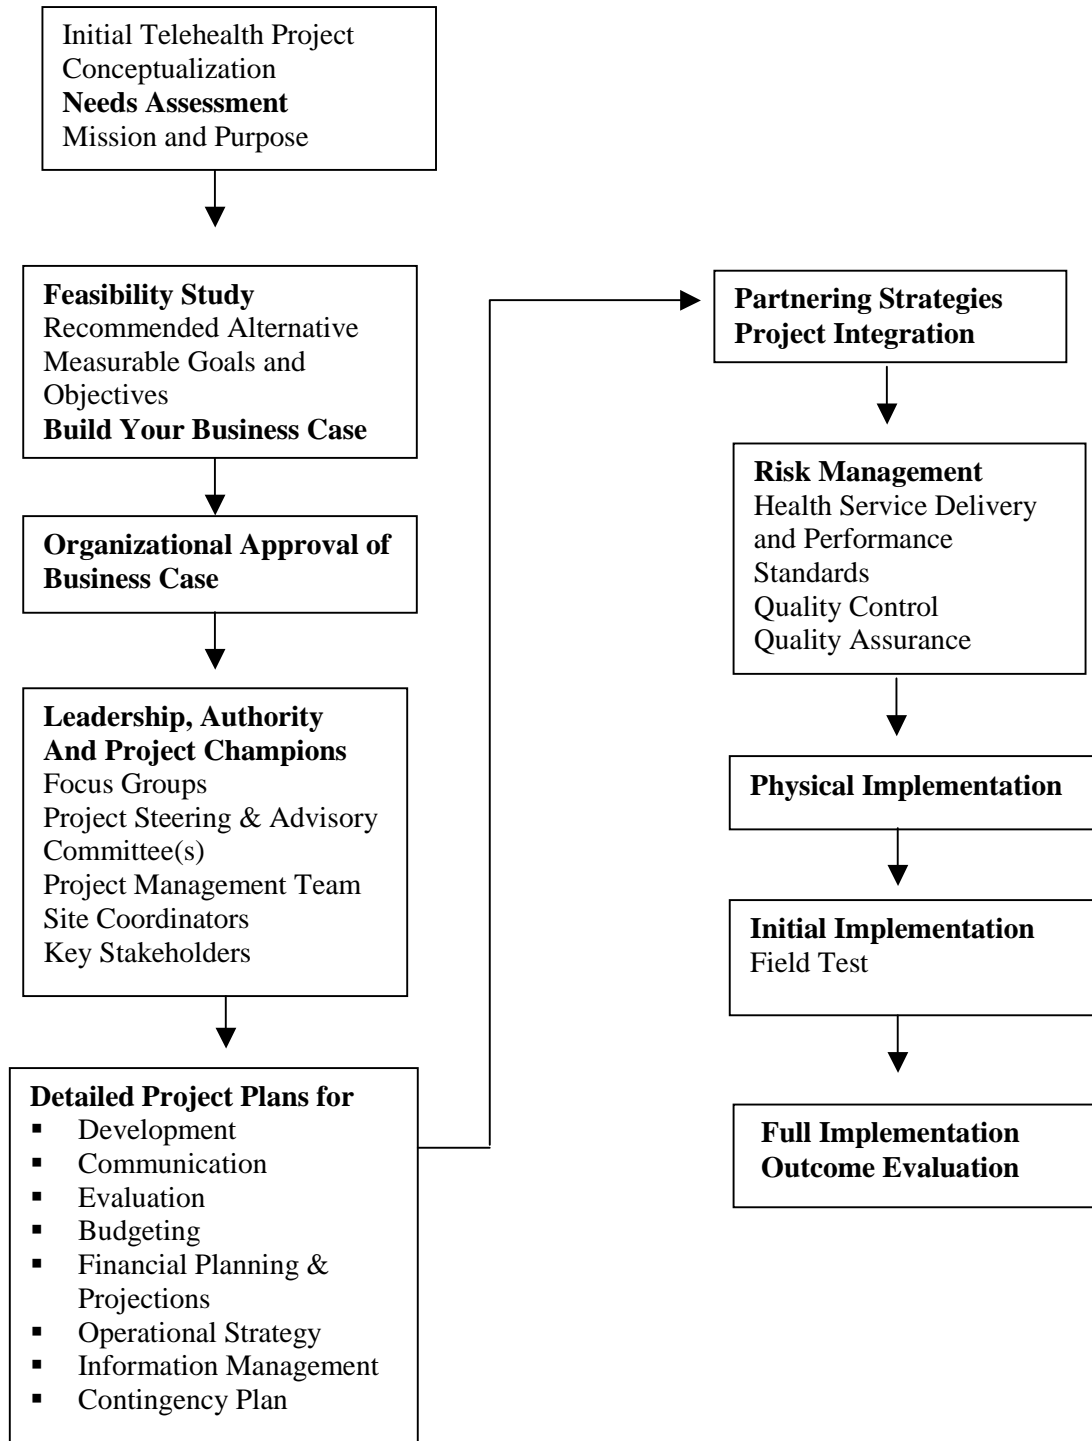 Initial Telehealth Project
Conceptualization
Needs Assessment
Mission and Purpose
Feasibility Study
Recommended Alternative
Measurable Goals and
Objectives
Build Your Business Case
Organizational Approval of
Business Case
Leadership, Authority
And Project Champions
Focus Groups
Project Steering & Advisory
Committee(s)
Project Management Team
Site Coordinators
Key Stakeholders
Detailed Project Plans for
▪ Development
▪ Communication
▪ Evaluation
▪ Budgeting
▪ Financial Planning &
Projections
▪ Operational Strategy
▪ Information Management
▪ Contingency Plan
Partnering Strategies
Project Integration
Risk Management
Health Service Delivery
and Performance
Standards
Quality Control
Quality Assurance
Physical Implementation
Initial Implementation
Field Test
Full Implementation
Outcome Evaluation